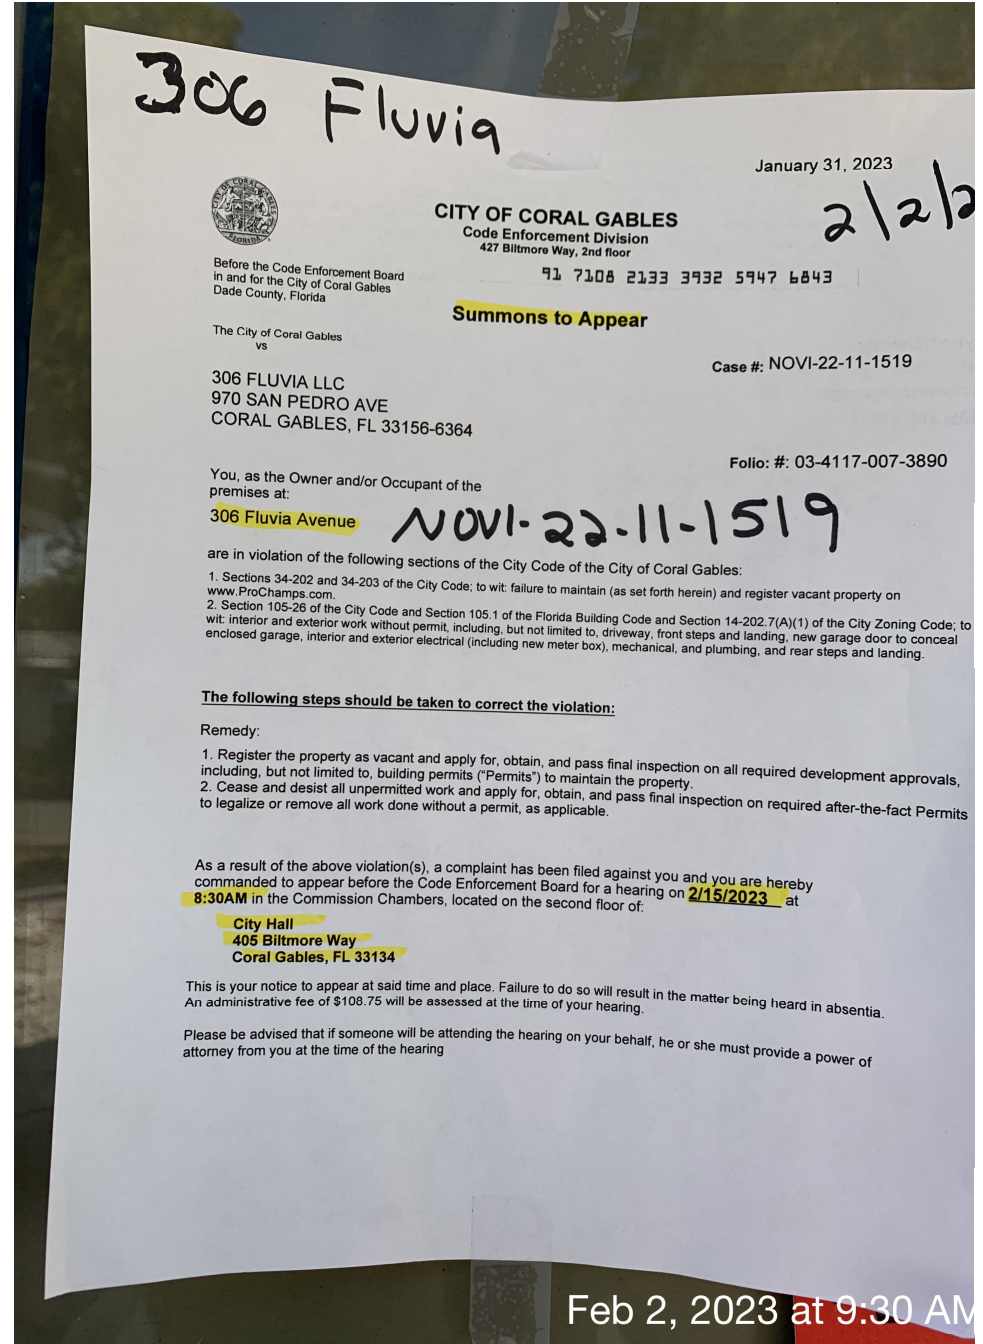 306 Fluvia
January 31, 2023
2/2/2
CITY OF CORAL GABLES
FLORIDA
CITY OF CORAL GABLES
Code Enforcement Division
427 Biltmore Way, 2nd floor
91 7108 2133 3932 5947 6843
Before the Code Enforcement Board
in and for the City of Coral Gables
Dade County, Florida
Summons to Appear
The City of Coral Gables
vs
Case #: NOVI-22-11-1519
306 FLUVIA LLC
970 SAN PEDRO AVE
CORAL GABLES, FL 33156-6364
Folio: #: 03-4117-007-3890
You, as the Owner and/or Occupant of the
premises at:
306 Fluvia Avenue
NOVI-22-11-1519
are in violation of the following sections of the City Code of the City of Coral Gables:
1. Sections 34-202 and 34-203 of the City Code; to wit: failure to maintain (as set forth herein) and register vacant property on
www.ProChamps.com.
2. Section 105-26 of the City Code and Section 105.1 of the Florida Building Code and Section 14-202.7(A)(1) of the City Zoning Code; to
wit: interior and exterior work without permit, including, but not limited to, driveway, front steps and landing, new garage door to conceal
enclosed garage, interior and exterior electrical (including new meter box), mechanical, and plumbing, and rear steps and landing.
The following steps should be taken to correct the violation:
Remedy:
1. Register the property as vacant and apply for, obtain, and pass final inspection on all required development approvals,
including, but not limited to, building permits (“Permits”) to maintain the property.
2. Cease and desist all unpermitted work and apply for, obtain, and pass final inspection on required after-the-fact Permits
to legalize or remove all work done without a permit, as applicable.
As a result of the above violation(s), a complaint has been filed against you and you are hereby
commanded to appear before the Code Enforcement Board for a hearing on 2/15/2023 at
8:30AM in the Commission Chambers, located on the second floor of:
City Hall
405 Biltmore Way
Coral Gables, FL 33134
This is your notice to appear at said time and place. Failure to do so will result in the matter being heard in absentia.
An administrative fee of $108.75 will be assessed at the time of your hearing.
Please be advised that if someone will be attending the hearing on your behalf, he or she must provide a power of
attorney from you at the time of the hearing
Feb 2, 2023 at 9:30 AM